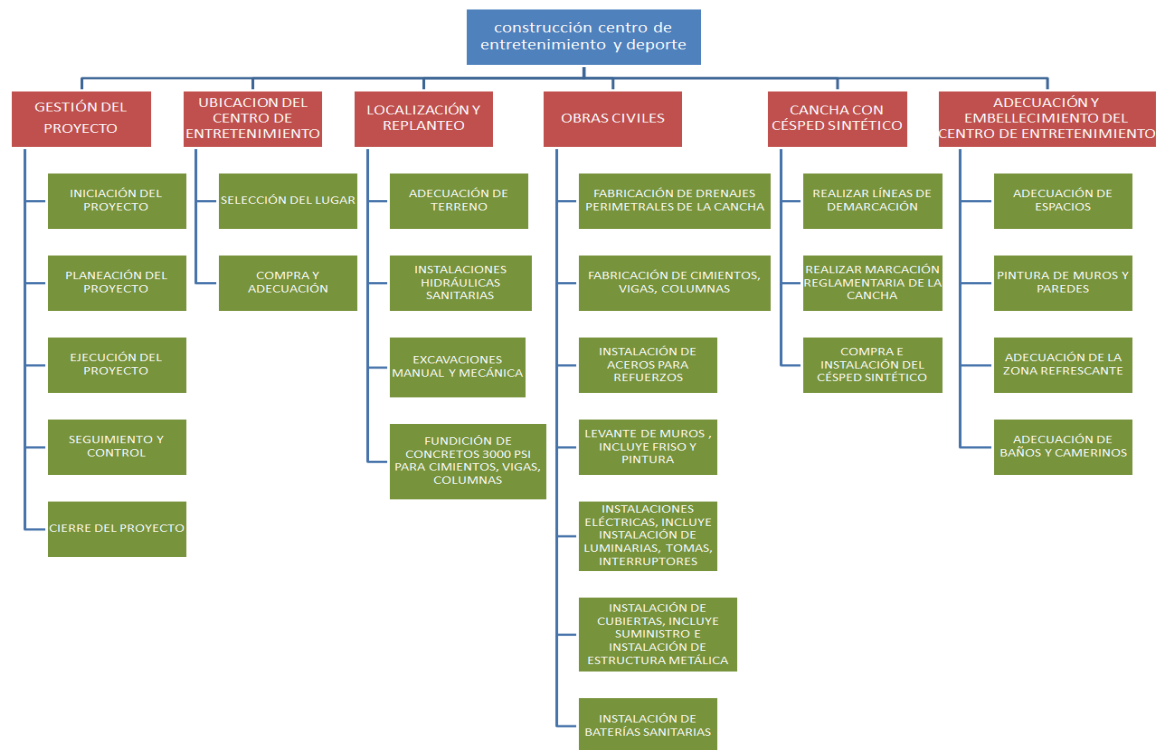 construcción centro de
entretenimiento y deporte
GESTIÓN DEL
PROYECTO
INICIACIÓN DEL
PROYECTO
PLANEACIÓN DEL
PROYECTO
EJECUCIÓN DEL
PROYECTO
SEGUIMIENTO Y
CONTROL
CIERRE DEL PROYECTO
UBICACION DEL
CENTRO DE
ENTRETENIMIENTO
SELECCIÓN DEL LUGAR
COMPRA Y
ADECUACIÓN
LOCALIZACIÓN Y
REPLANTEO
ADECUACIÓN DE
TERRENO
INSTALACIONES
HIDRÁULICAS
SANITARIAS
EXCAVACIONES
MANUAL Y MECÁNICA
FUNDICIÓN DE
CONCRETOS 3000 PSI
PARA CIMIENTOS, VIGAS,
COLUMNAS
OBRAS CIVILES
FABRICACIÓN DE DRENAJES
PERIMETRALES DE LA CANCHA
FABRICACIÓN DE CIMIENTOS,
VIGAS, COLUMNAS
INSTALACIÓN DE
ACEROS PARA
REFUERZOS
LEVANTE DE MUROS ,
INCLUYE FRISO Y
PINTURA
INSTALACIONES
ELÉCTRICAS, INCLUYE
INSTALACIÓN DE
LUMINARIAS, TOMAS,
INTERRUPTORES
INSTALACIÓN DE
CUBIERTAS, INCLUYE
SUMINISTRO E
INSTALACIÓN DE
ESTRUCTURA METÁLICA
INSTALACIÓN DE
BATERÍAS SANITARIAS
CANCHA CON
CÉSPED SINTÉTICO
REALIZAR LÍNEAS DE
DEMARCACIÓN
REALIZAR MARCACIÓN
REGLAMENTARIA DE LA
CANCHA
COMPRA E
INSTALACIÓN DEL
CÉSPED SINTÉTICO
ADECUACIÓN Y
EMBELLECIMIENTO DEL
CENTRO DE ENTRETENIMIENTO
ADECUACIÓN DE
ESPACIOS
PINTURA DE MUROS Y
PAREDES
ADECUACIÓN DE LA
ZONA REFRESCANTE
ADECUACIÓN DE
BAÑOS Y CAMERINOS